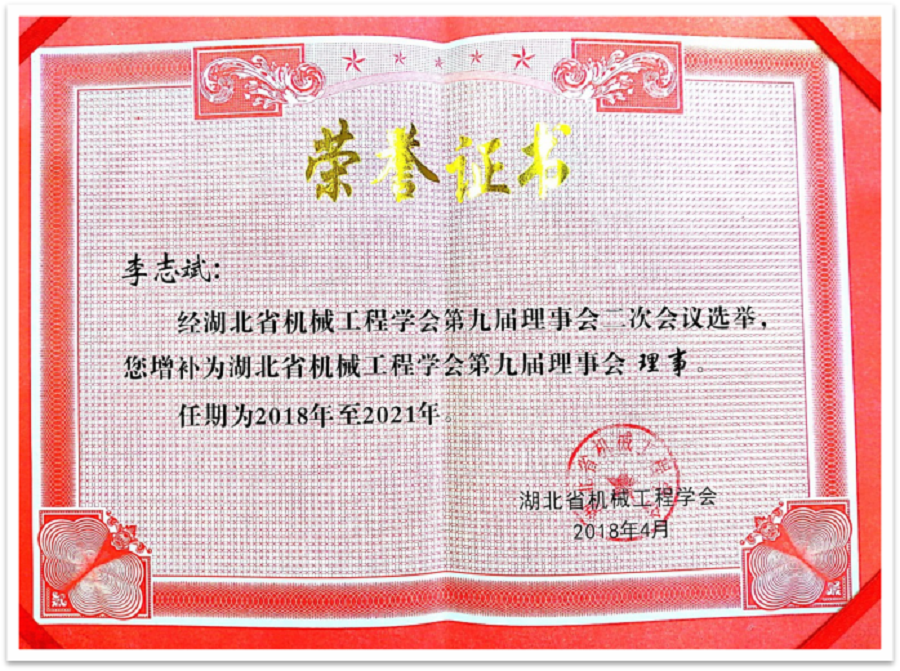 荣誉证书
李志斌：
经湖北省机械工程学会第九届理事会二次会议选举，
您增补为湖北省机械工程学会第九届理事会 理事。
任期为2018年至2021年。
湖北省机械工程学会
2018年4月